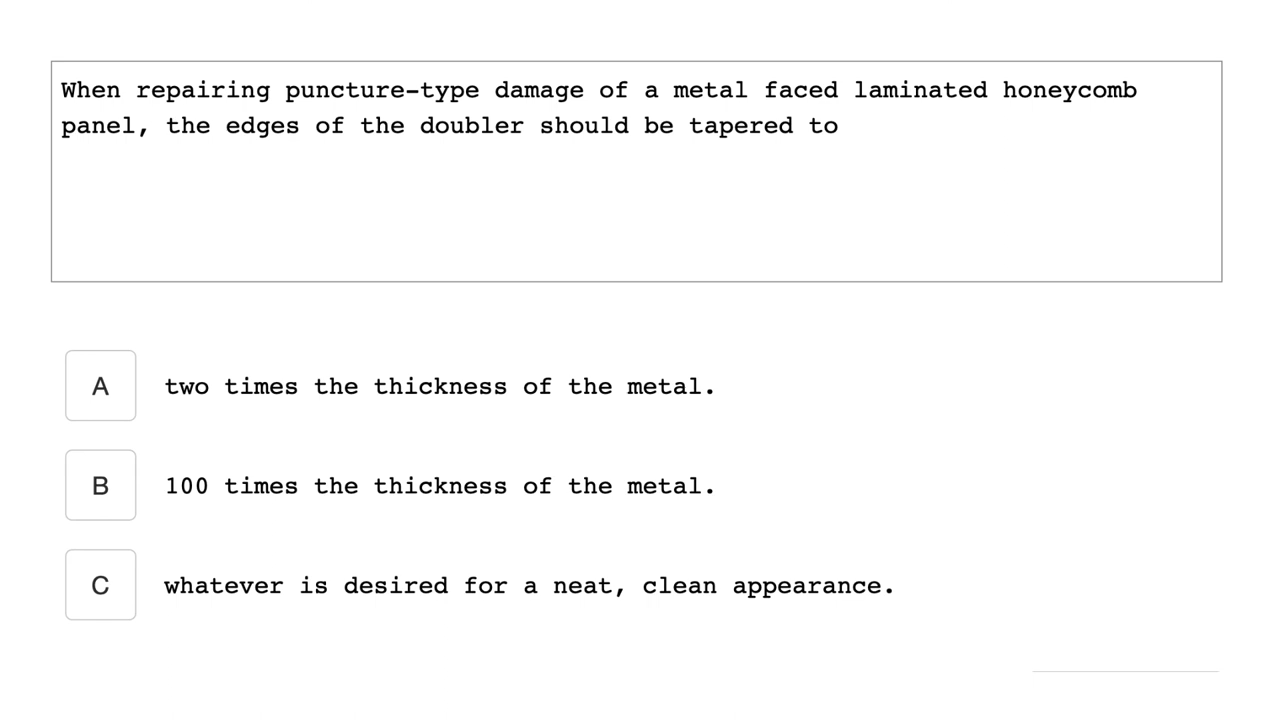 When repairing puncture-type damage of a metal faced laminated honeycomb
panel, the edges of the doubler should be tapered to
A two times the thickness of the metal.
B 100 times the thickness of the metal.
C whatever is desired for a neat, clean appearance.